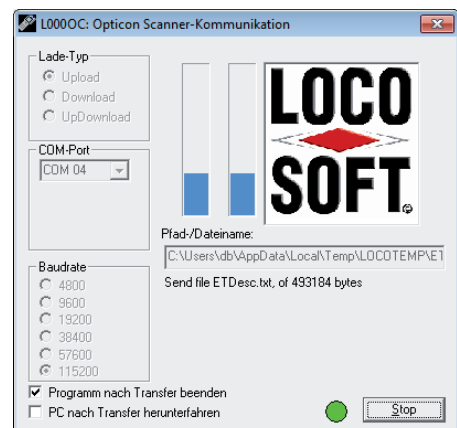 L000OC: Opticon Scanner-Kommunikation
Lade-Typ
Upload
Download
UpDownload
COM-Port
COM 04
Baudrate
4800
9600
19200
38400
57600
115200
LOCO
SOFT®
Pfad-/Dateiname:
C:\Users\db\AppData\Local\Temp\LOCOTEMP\ET
Send file ETDesc.txt, of 493184 bytes
Programm nach Transfer beenden
PC nach Transfer herunterfahren
Stop